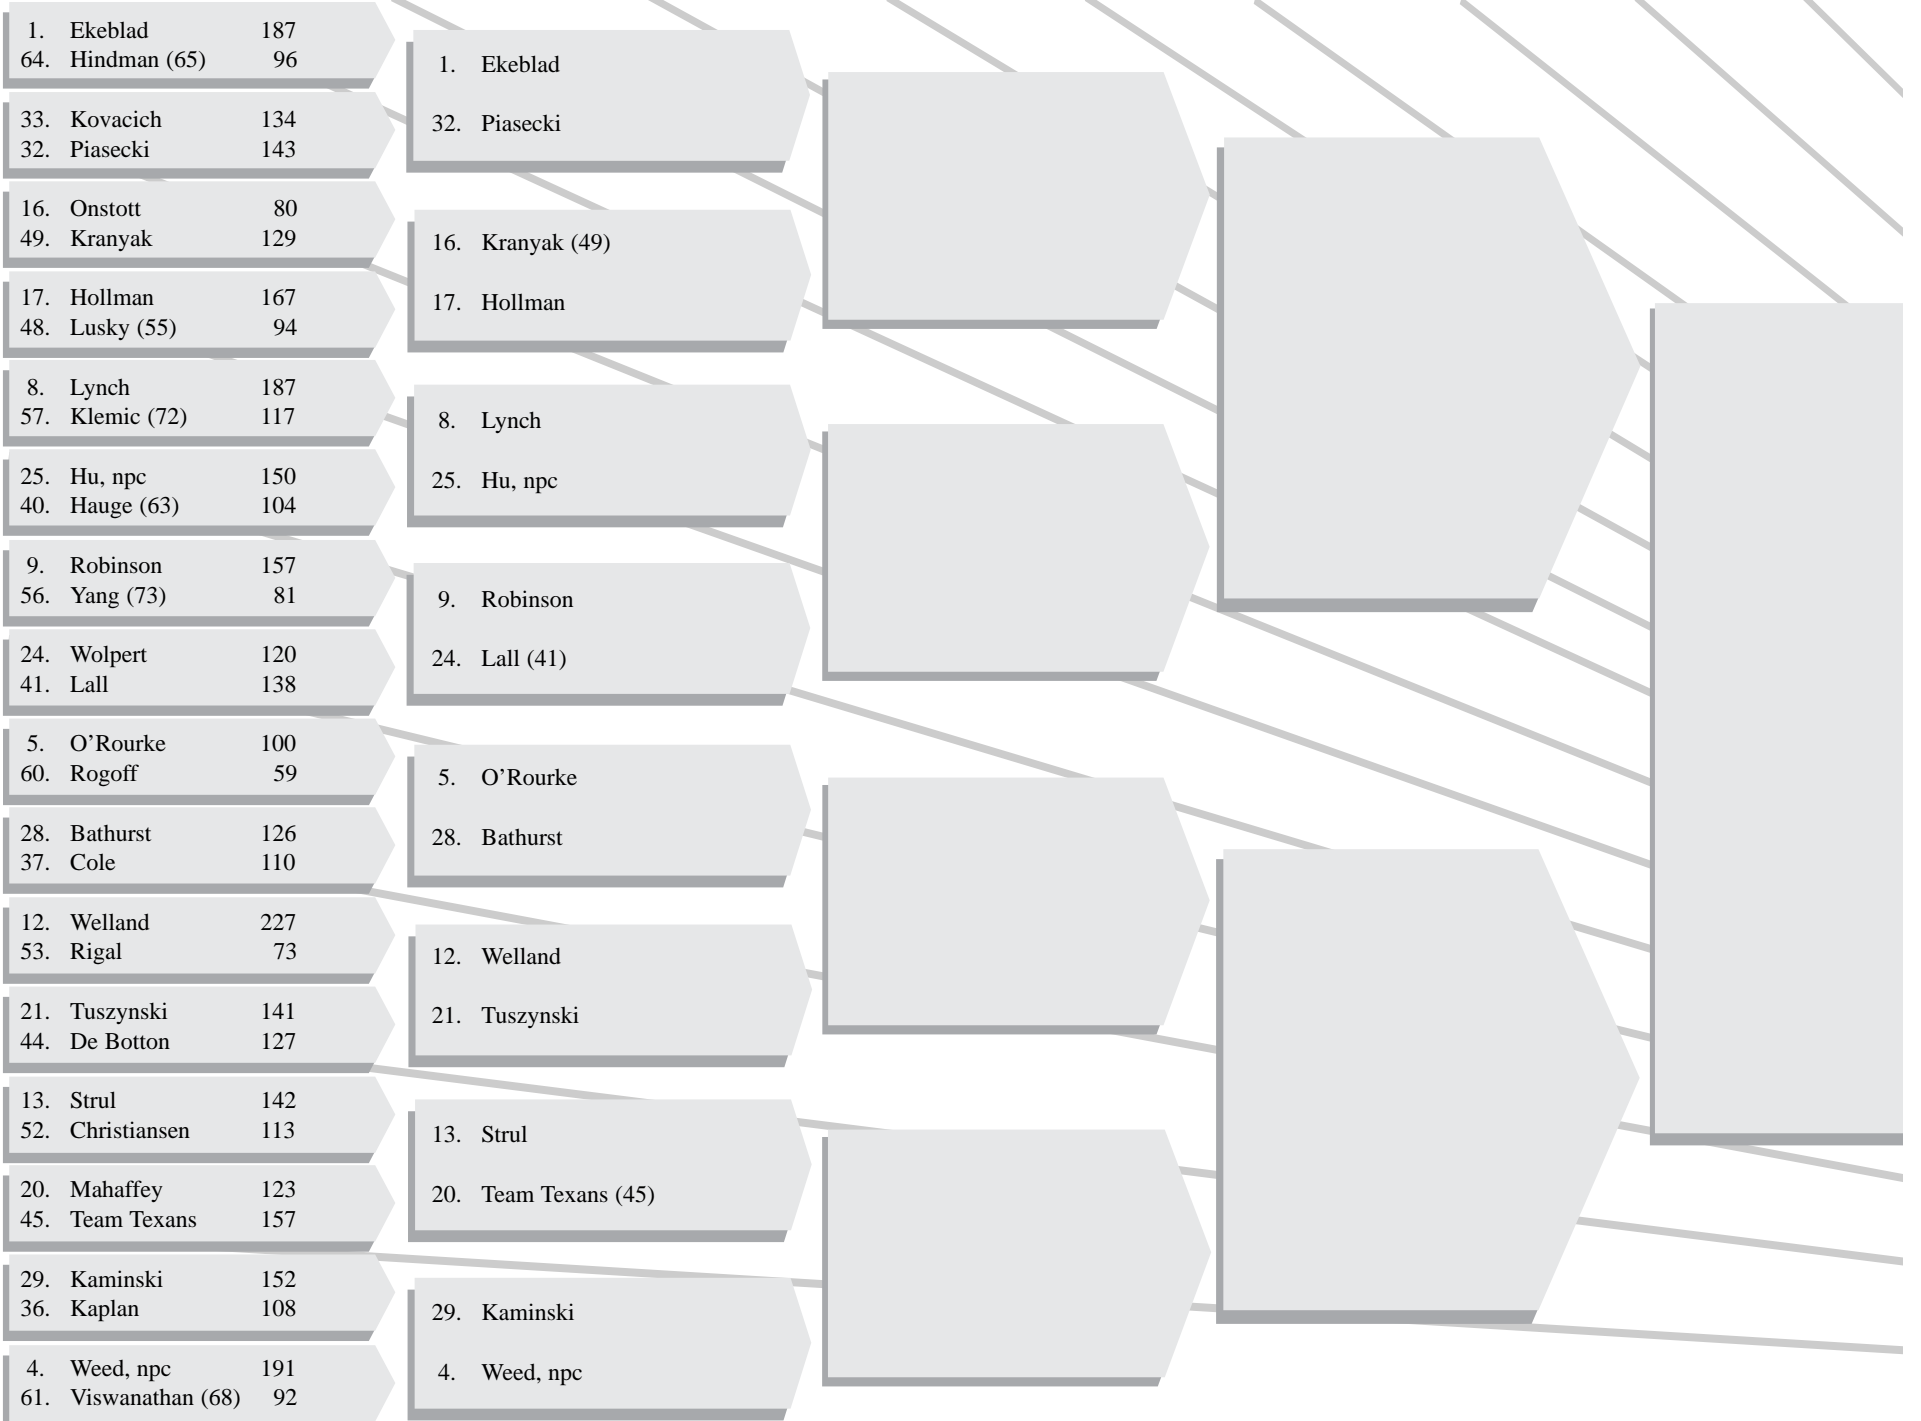 1. Ekeblad 187
64. Hindman (65) 96
33. Kovacich 134
32. Piasecki 143
16. Onstott 80
49. Kranyak 129
17. Hollman 167
48. Lusky (55) 94
8. Lynch 187
57. Klemic (72) 117
25. Hu, npc 150
40. Hauge (63) 104
9. Robinson 157
56. Yang (73) 81
24. Wolpert 120
41. Lall 138
5. O’Rourke 100
60. Rogoff 59
28. Bathurst 126
37. Cole 110
12. Welland 227
53. Rigal 73
21. Tuszynski 141
44. De Botton 127
13. Strul 142
52. Christiansen 113
20. Mahaffey 123
45. Team Texans 157
29. Kaminski 152
36. Kaplan 108
4. Weed, npc 191
61. Viswanathan (68) 92
1. Ekeblad
32. Piasecki
16. Kranyak (49)
17. Hollman
8. Lynch
25. Hu, npc
9. Robinson
24. Lall (41)
5. O’Rourke
28. Bathurst
12. Welland
21. Tuszynski
13. Strul
20. Team Texans (45)
29. Kaminski
4. Weed, npc